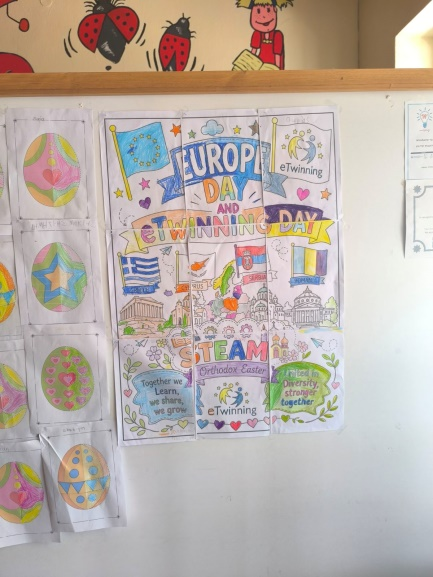 eTwinning
EUROPE
DAY
AND
eTWINNING DAY
STEAM
Orthodox Easter
Together we
Learn,
we share,
we grow
eTwinning
United in
Diversity,
stronger
together